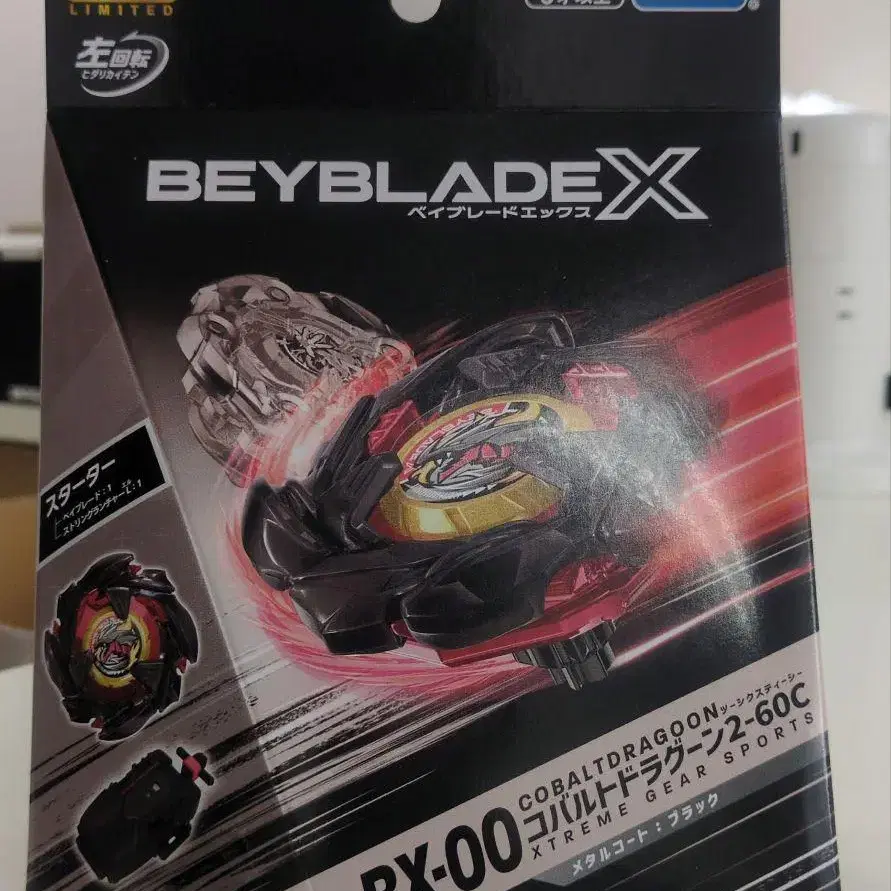 LIMITED
左回転
ヒダリカイテン
BEYBLADE X
ベイブレードエックス
スターター
ベイブレード:1
ストリングランチャーL:1
BX-00
COBALTDRAGOON
ツーシクスティーシー
コバルトドラグーン2-60C
XTREME GEAR SPORTS
メタルコート:ブラック